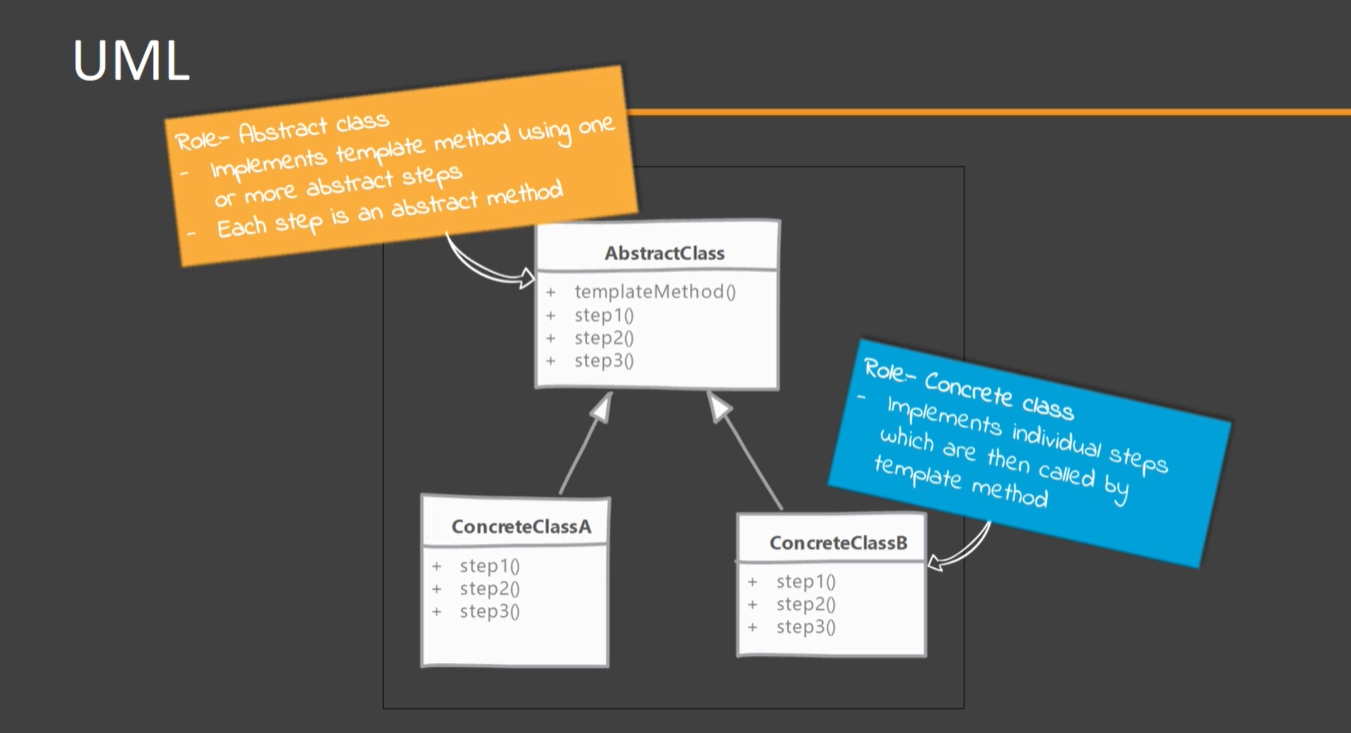 UML
Role:- Abstract class
- Implements template method using one
or more abstract steps
- Each step is an abstract method
AbstractClass
+ templateMethod()
+ step1()
+ step2()
+ step3()
Role:- Concrete class
- Implements individual steps
which are then called by
template method
ConcreteClassA
+ step1()
+ step2()
+ step3()
ConcreteClassB
+ step1()
+ step2()
+ step3()